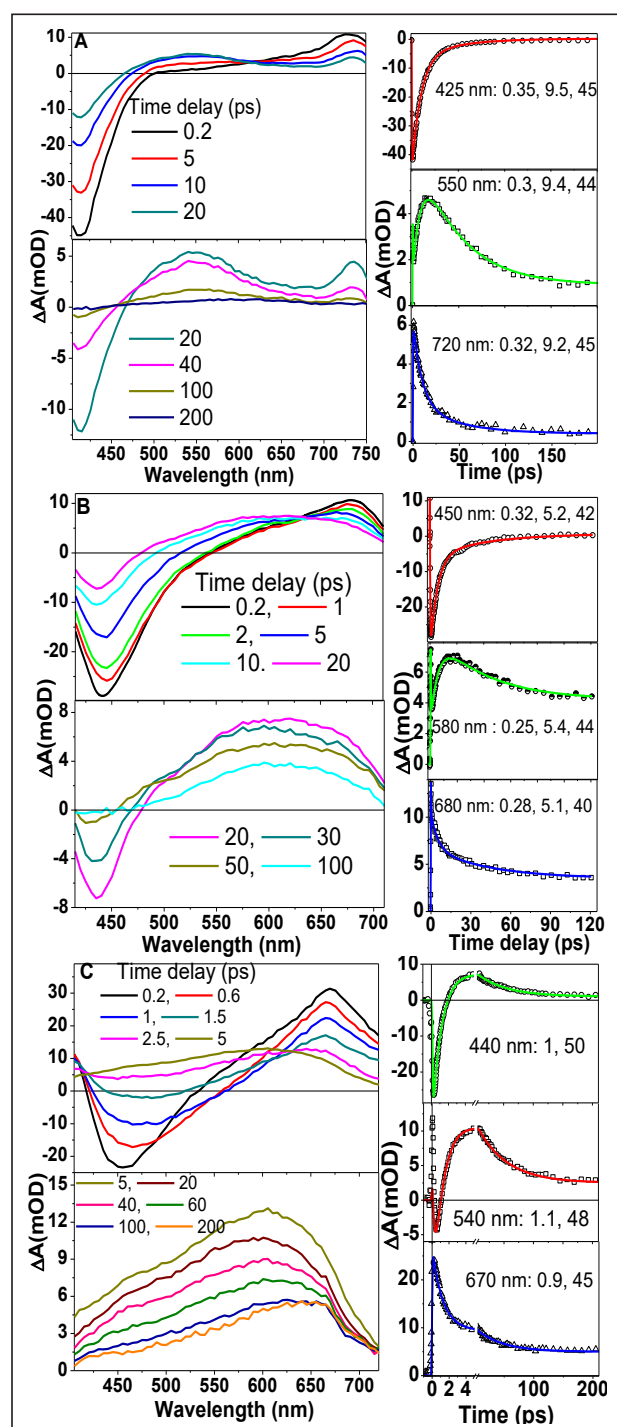 A
10
0
-10
-20
-30
-40
Time delay (ps)
0.2
5
10
20
5
0
-5
-10
20
40
100
200
450 500 550 600 650 700 750
Wavelength (nm)
ΔA(mOD)
0
-10
-20
-30
-40
425 nm: 0.35, 9.5, 45
550 nm: 0.3, 9.4, 44
4
2
0
6
4
2
0
720 nm: 0.32, 9.2, 45
0 50 100 150
Time (ps)
ΔA(mOD)
B
10
0
-10
-20
Time delay (ps)
0.2, 1
2, 5
10. 20
8
4
0
-4
-8
20, 30
50, 100
450 500 550 600 650 700
Wavelength (nm)
ΔA(mOD)
10
0
-10
-20
450 nm: 0.32, 5.2, 42
6
4
2
0
580 nm : 0.25, 5.4, 44
680 nm: 0.28, 5.1, 40
10
5
0
0 30 60 90 120
Time delay (ps)
ΔA(mOD)
C Time delay (ps)
30
20
10
0
-10
-20
0.2, 0.6
1, 1.5
2.5, 5
15
12
9
6
3
0
5, 20
40, 60
100, 200
450 500 550 600 650 700
Wavelength (nm)
ΔA(mOD)
10
0
-10
-20
440 nm: 1, 50
10
5
0
-5
540 nm: 1.1, 48
20
10
0
670 nm: 0.9, 45
0 2 4 100 200
Time (ps)
ΔA(mOD)